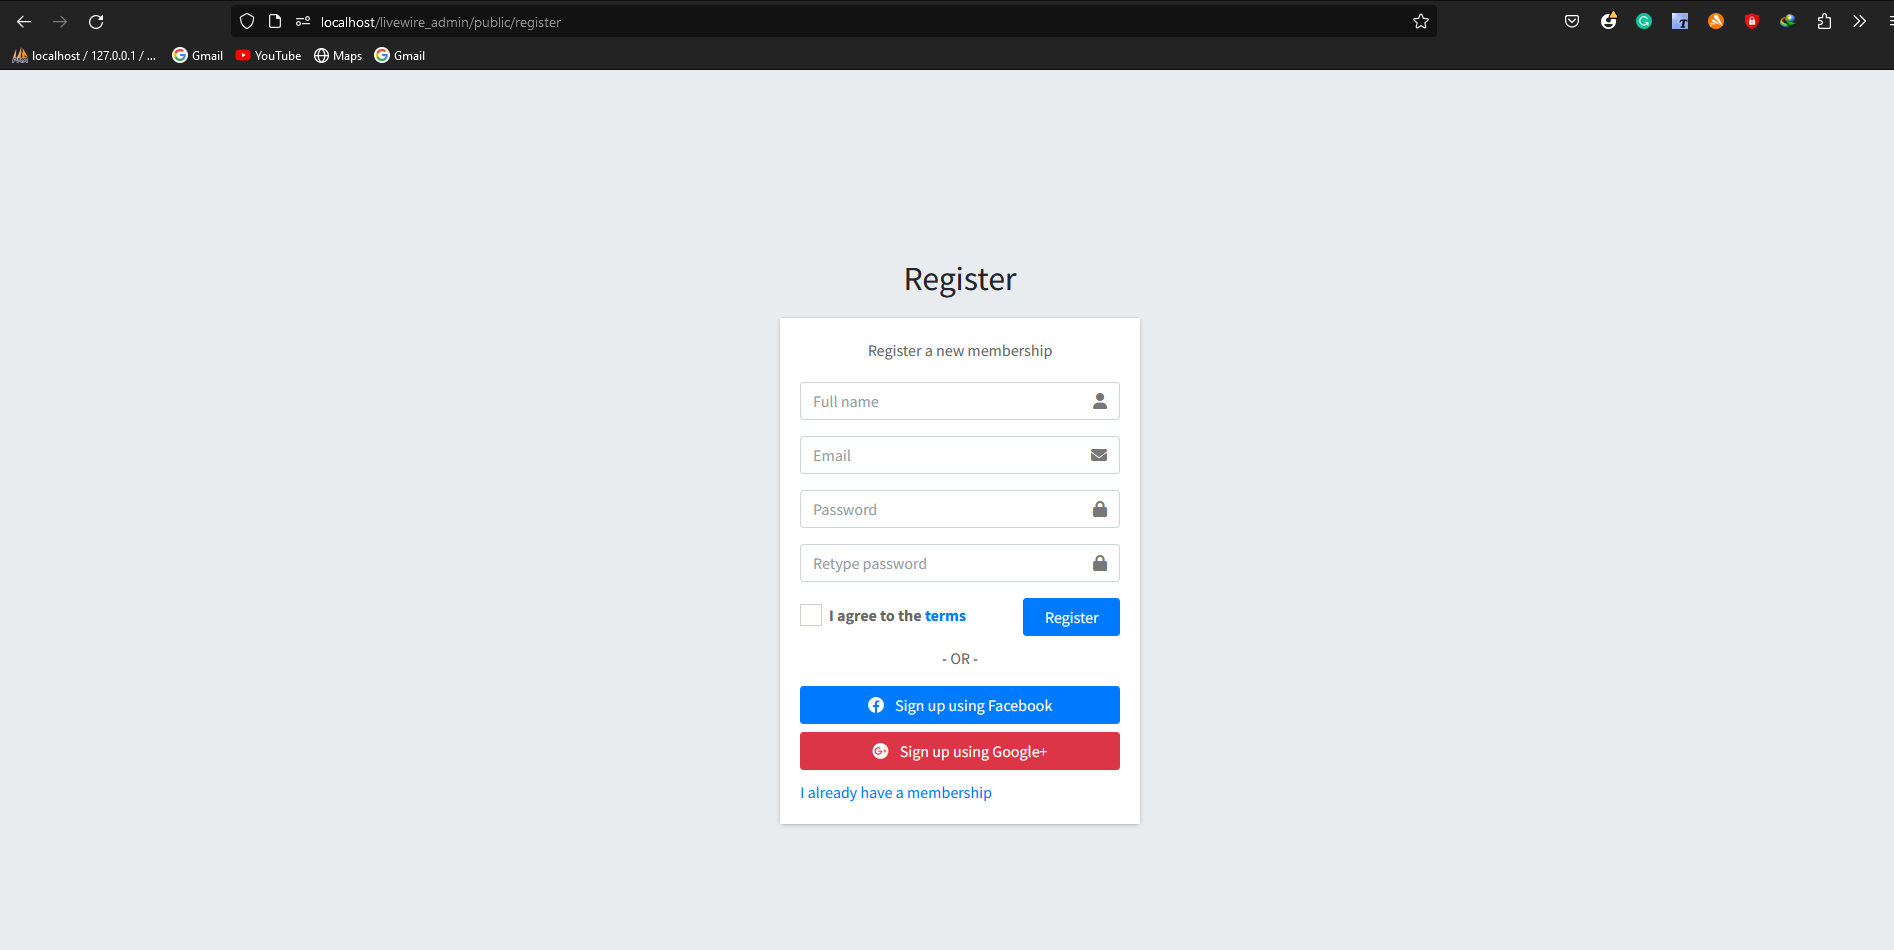 localhost/livewire_admin/public/register
localhost / 127.0.0.1 / ... Gmail YouTube Maps Gmail
Register
Register a new membership
Full name
Email
Password
Retype password
I agree to the terms Register
- OR -
Sign up using Facebook
Sign up using Google+
I already have a membership